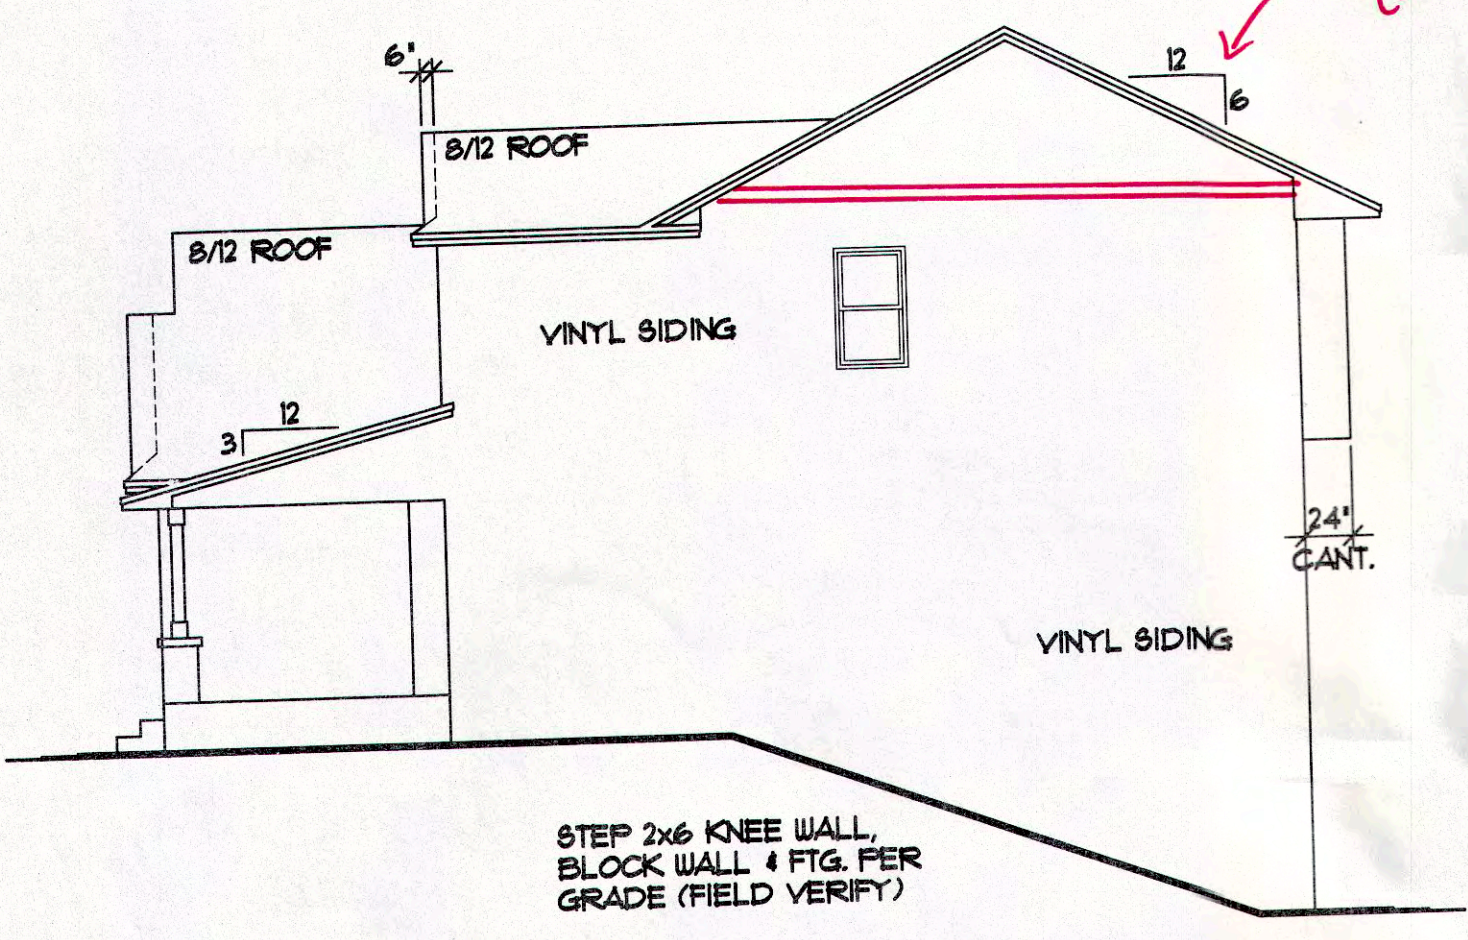 6"
12
6
8/12 ROOF
8/12 ROOF
VINYL SIDING
12
3
24"
CANT.
VINYL SIDING
STEP 2x6 KNEE WALL,
BLOCK WALL & FTG. PER
GRADE (FIELD VERIFY)